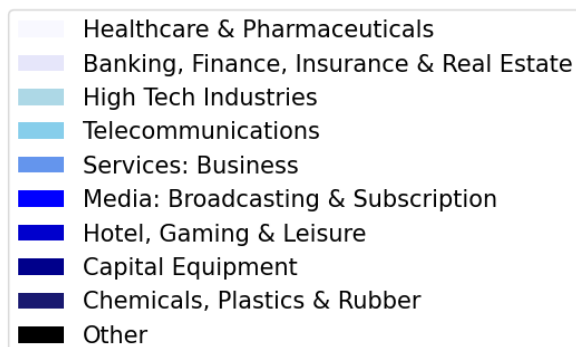 Healthcare & Pharmaceuticals
Banking, Finance, Insurance & Real Estate
High Tech Industries
Telecommunications
Services: Business
Media: Broadcasting & Subscription
Hotel, Gaming & Leisure
Capital Equipment
Chemicals, Plastics & Rubber
Other